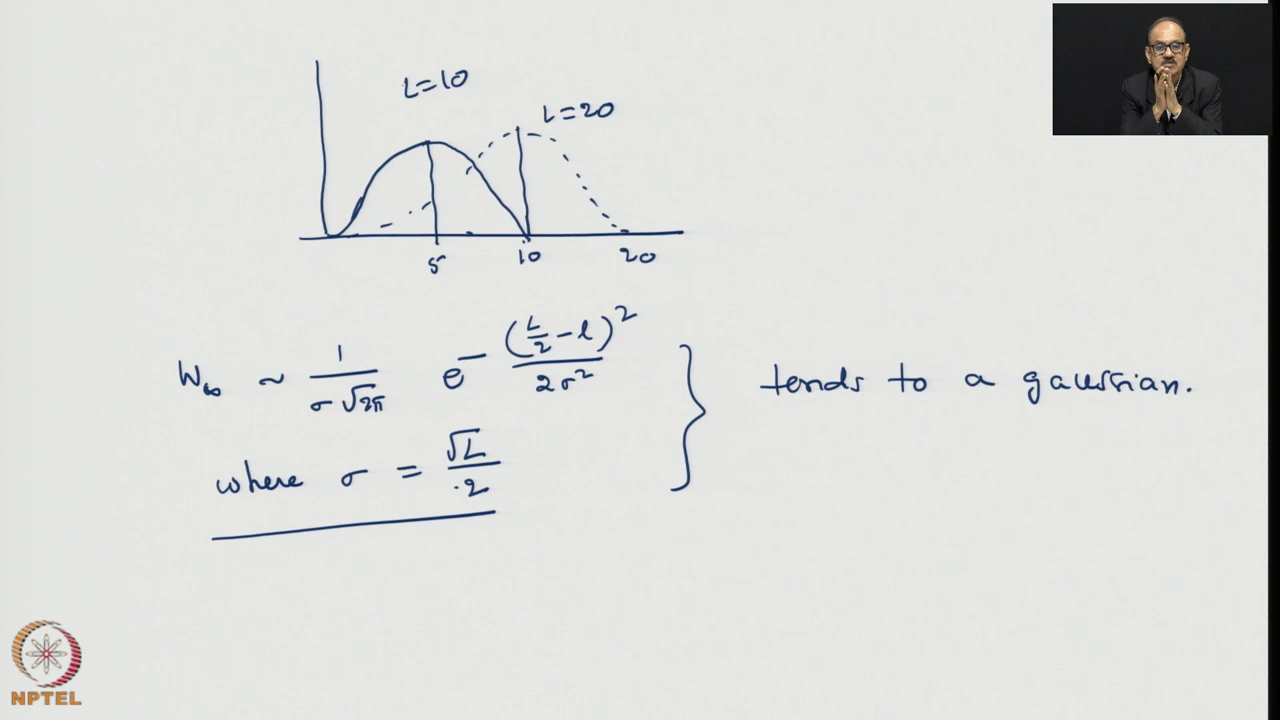 L=10
L=20
5 10 20
W∞ ~ 1/(σ√2π) e^-((L/2 - l)²/2σ²) } tends to a gaussian.
where σ = √L/2
NPTEL